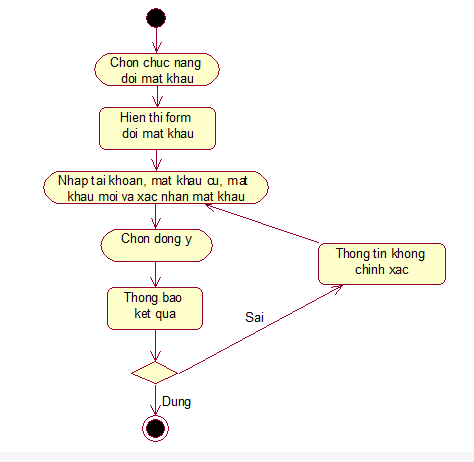 Chon chuc nang
doi mat khau
Hien thi form
doi mat khau
Nhap tai khoan, mat khau cu, mat
khau moi va xac nhan mat khau
Chon dong y
Thong tin khong
chinh xac
Thong bao
ket qua
Sai
Dung